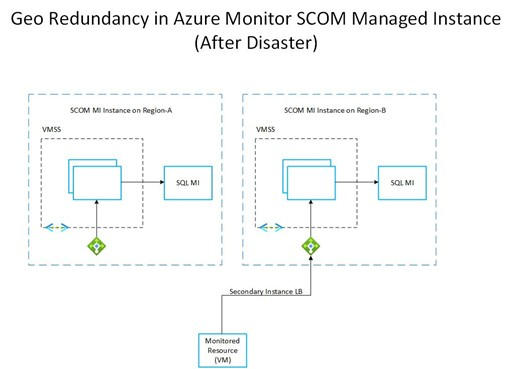 Geo Redundancy in Azure Monitor SCOM Managed Instance
(After Disaster)
SCOM MI Instance on Region-A
VMSS
SQL MI
SCOM MI Instance on Region-B
VMSS
SQL MI
Secondary Instance LB
Monitored
Resource
(VM)